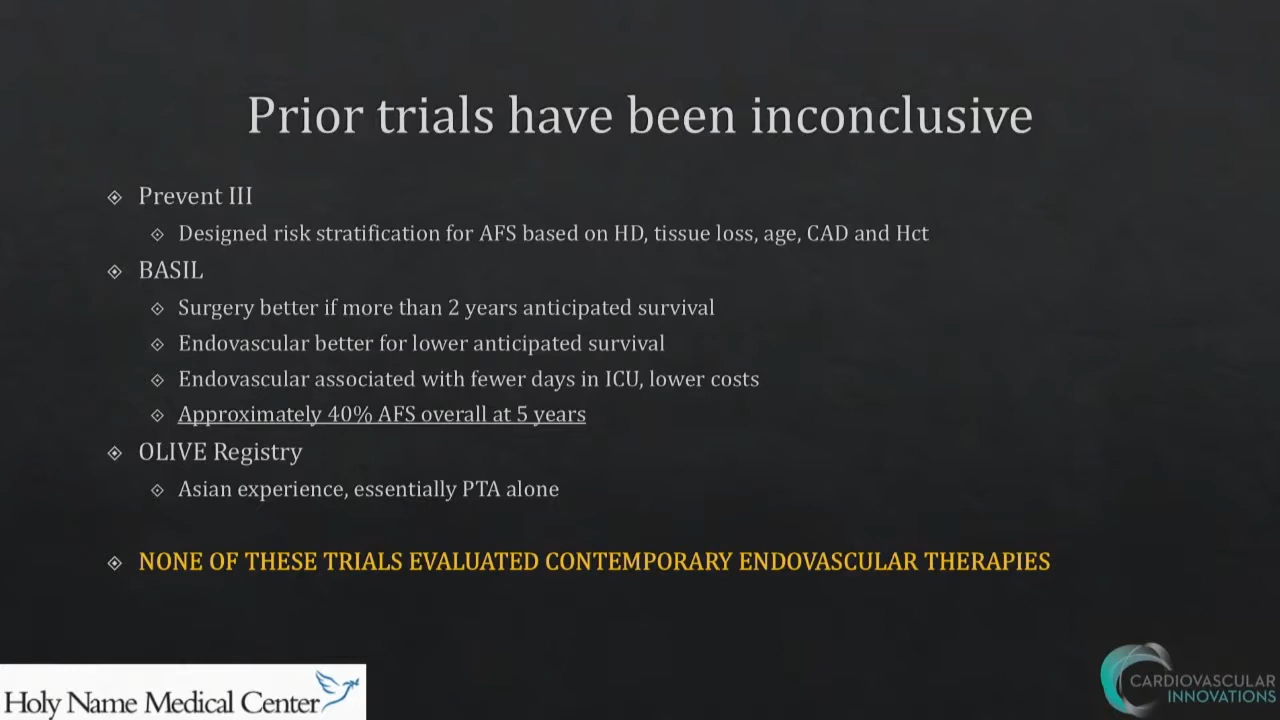 Prior trials have been inconclusive
Prevent III
Designed risk stratification for AFS based on HD, tissue loss, age, CAD and Hct
BASIL
Surgery better if more than 2 years anticipated survival
Endovascular better for lower anticipated survival
Endovascular associated with fewer days in ICU, lower costs
Approximately 40% AFS overall at 5 years
OLIVE Registry
Asian experience, essentially PTA alone
NONE OF THESE TRIALS EVALUATED CONTEMPORARY ENDOVASCULAR THERAPIES
Holy Name Medical Center
CARDIOVASCULAR
INNOVATIONS